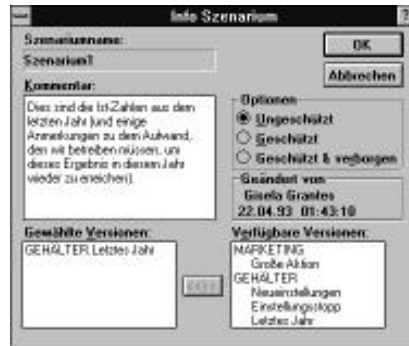 Info Szenarium
?
Szenariumname:
Szenarium1
OK
Abbrechen
Kommentar:
Dies sind die Ist-Zahlen aus dem
letzten Jahr (und einige
Anmerkungen zu dem Aufwand,
den wir betreiben müssen, um
dieses Ergebnis in diesem Jahr
wieder zu erreichen).
Optionen
Ungeschützt
Geschützt
Geschützt & verborgen
Geändert von
Gisela Grantes
22.04.93 01:43:10
Gewählte Versionen:
GEHÄLTER Letztes Jahr
Verfügbare Versionen:
MARKETING
Große Aktion
GEHÄLTER
Neueinstellungen
Einstellungsstopp
Letztes Jahr